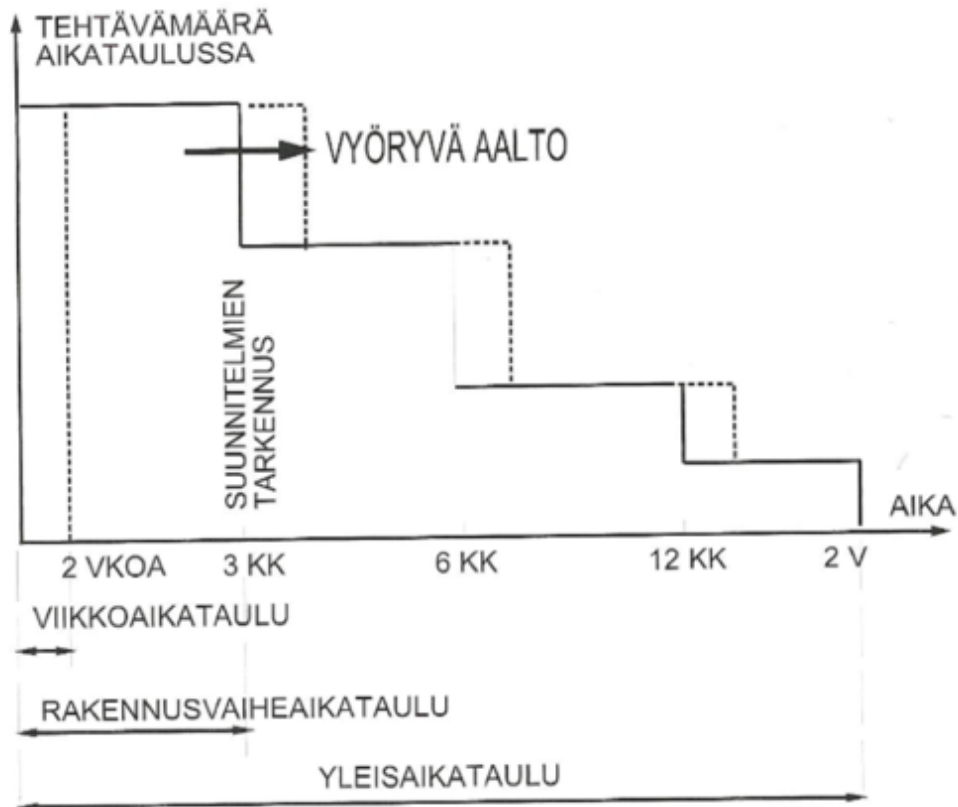 TEHTÄVÄMÄÄRÄ
AIKATAULUSSA
VYÖRYVÄ AALTO
SUUNNITELMIEN
TARKENNUS
AIKA
2 VKOA
3 KK
6 KK
12 KK
2 V
VIIKKOAIKATAULU
RAKENNUSVAIHEAIKATAULU
YLEISAIKATAULU